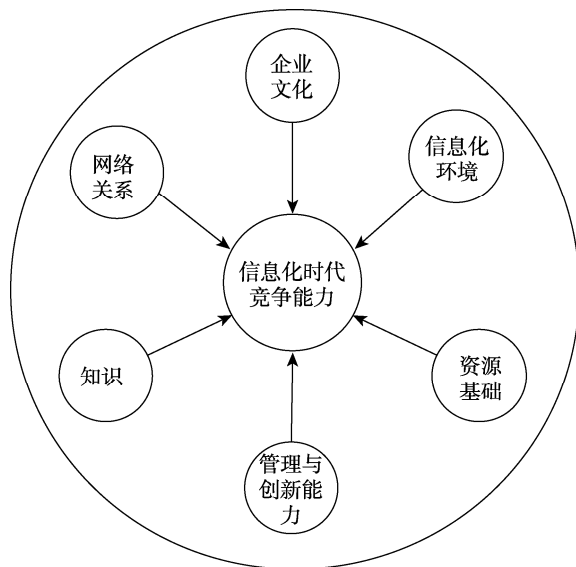 企业
文化
信息化
环境
网络
关系
信息化时代
竞争能力
知识
资源
基础
管理与
创新能
力